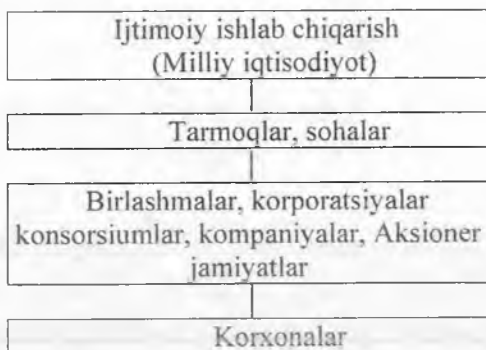 Ijtimoiy ishlab chiqarish
(Milliy iqtisodiyot)
Tarmoqlar, sohalar
Birlashmalar, korporatsiyalar
konsorsiumlar, kompaniyalar, Aksioner
jamiyatlar
Korxonalar